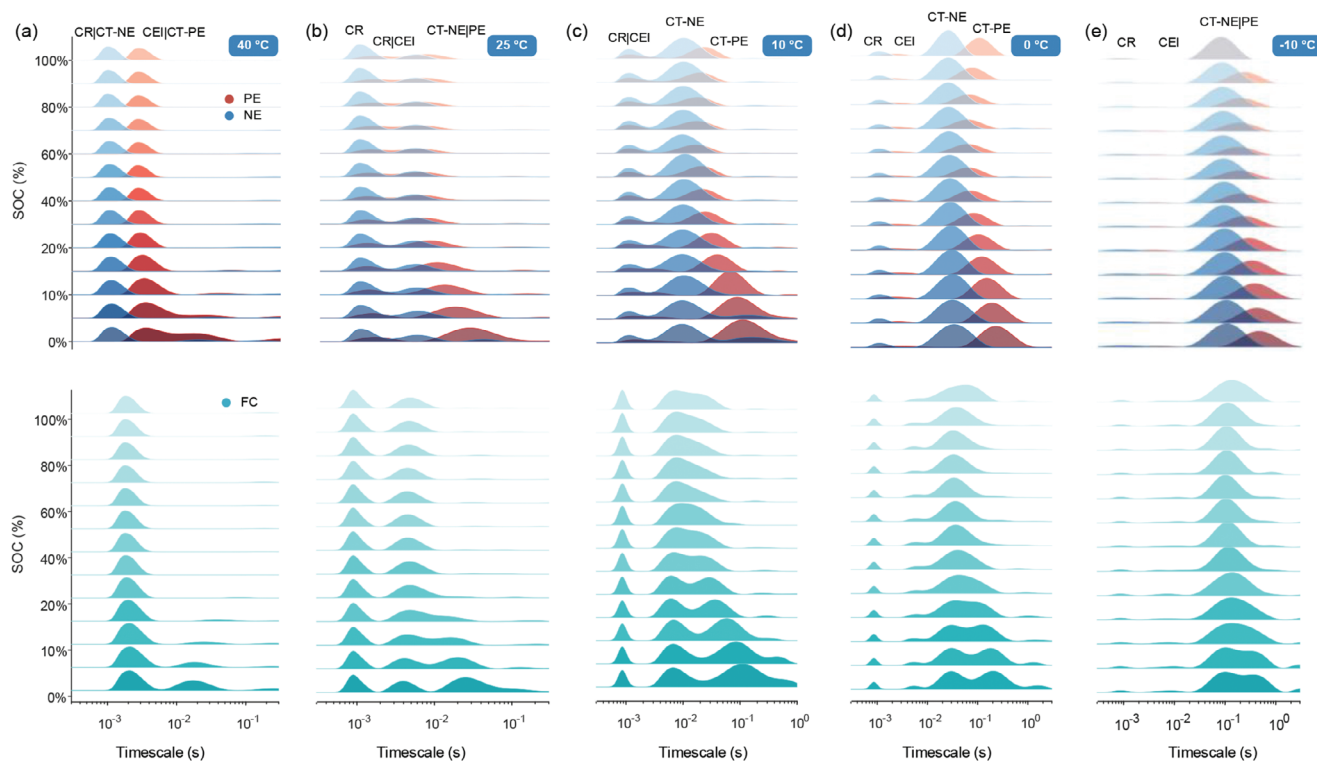 (a)
CR|CT-NE
CEI|CT-PE
40 °C
(b)
CR
CR|CEI
CT-NE|PE
25 °C
(c)
CR|CEI
CT-NE
CT-PE
10 °C
(d)
CR
CEI
CT-NE
CT-PE
0 °C
(e)
CR
CEI
CT-NE|PE
-10 °C
PE
NE
SOC (%)
100%
80%
60%
40%
20%
10%
0%
FC
SOC (%)
100%
80%
60%
40%
20%
10%
0%
10⁻³ 10⁻² 10⁻¹
Timescale (s)
10⁻³ 10⁻² 10⁻¹
Timescale (s)
10⁻³ 10⁻² 10⁻¹ 10⁰
Timescale (s)
10⁻³ 10⁻² 10⁻¹ 10⁰
Timescale (s)
10⁻³ 10⁻² 10⁻¹ 10⁰
Timescale (s)